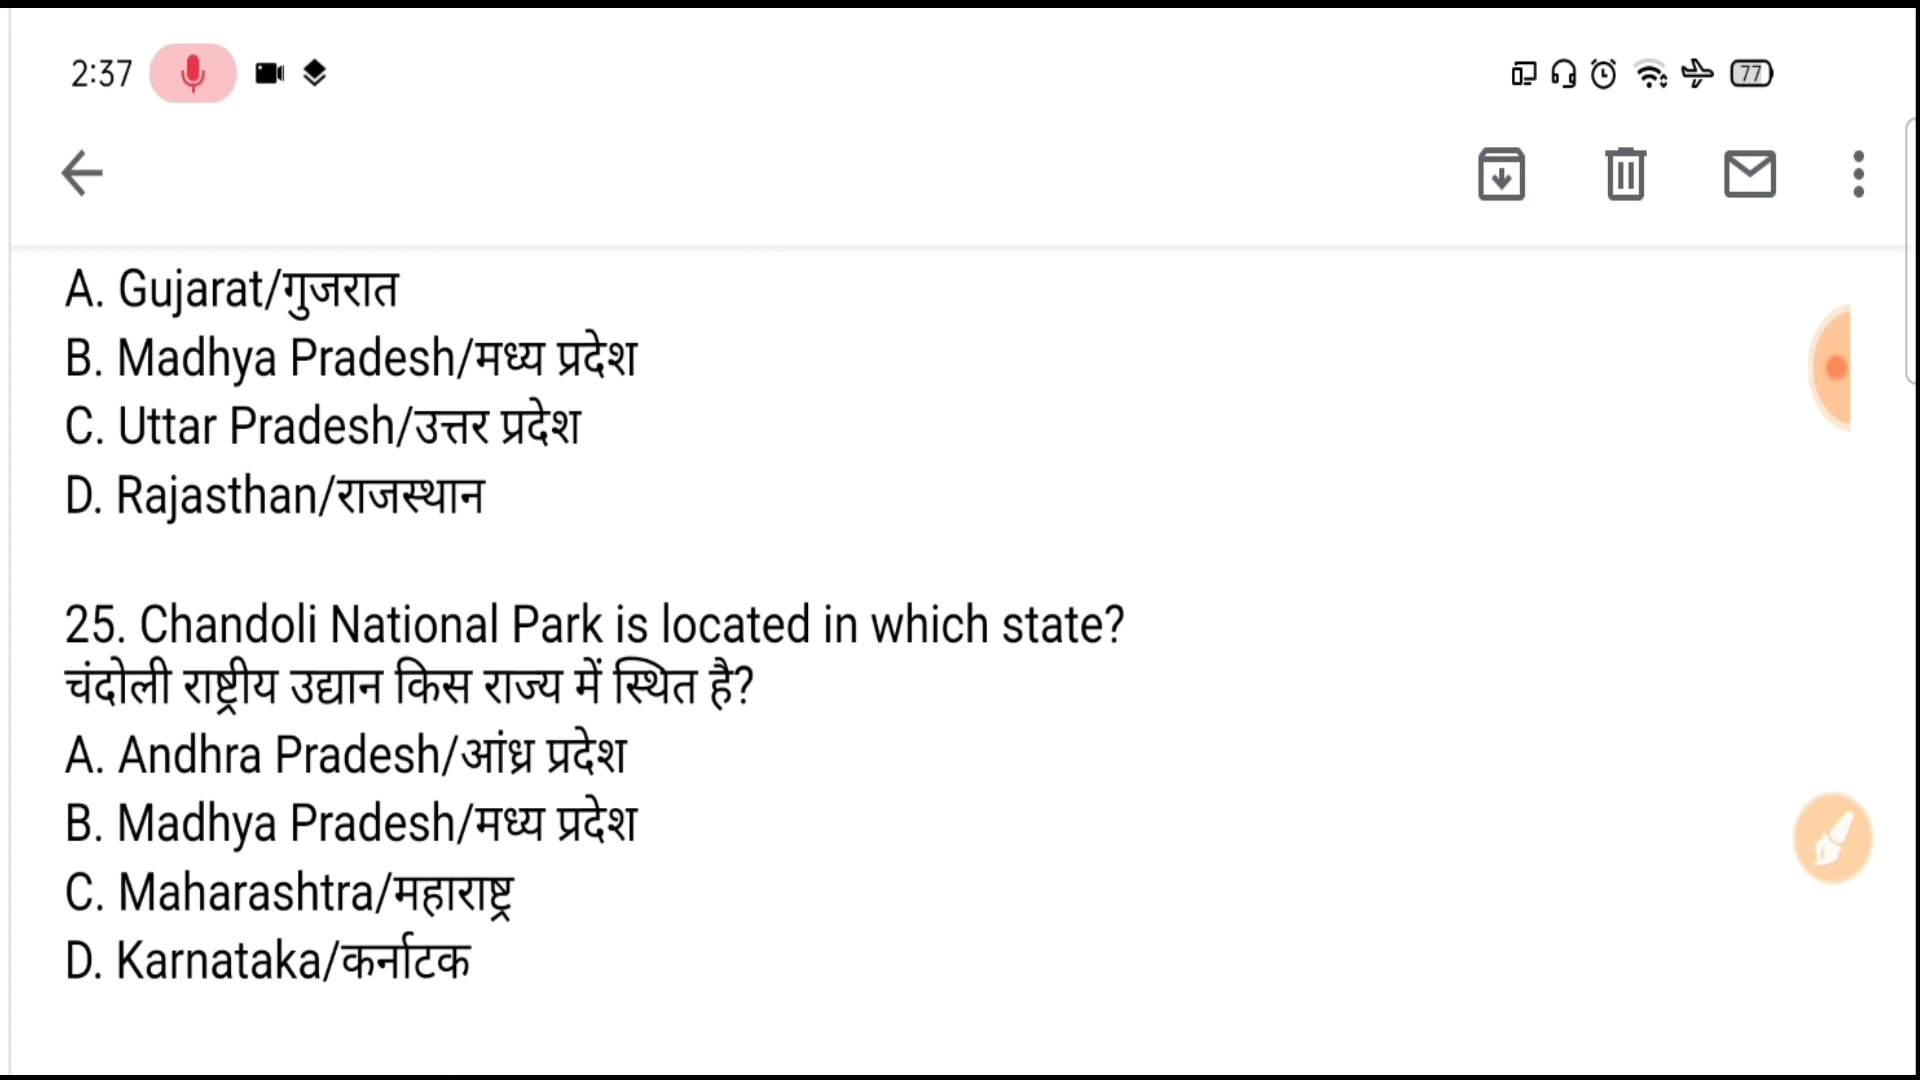 2:37
77
A. Gujarat/गुजरात
B. Madhya Pradesh/मध्य प्रदेश
C. Uttar Pradesh/उत्तर प्रदेश
D. Rajasthan/राजस्थान
25. Chandoli National Park is located in which state?
चंदोली राष्ट्रीय उद्यान किस राज्य में स्थित है?
A. Andhra Pradesh/आंध्र प्रदेश
B. Madhya Pradesh/मध्य प्रदेश
C. Maharashtra/महाराष्ट्र
D. Karnataka/कर्नाटक